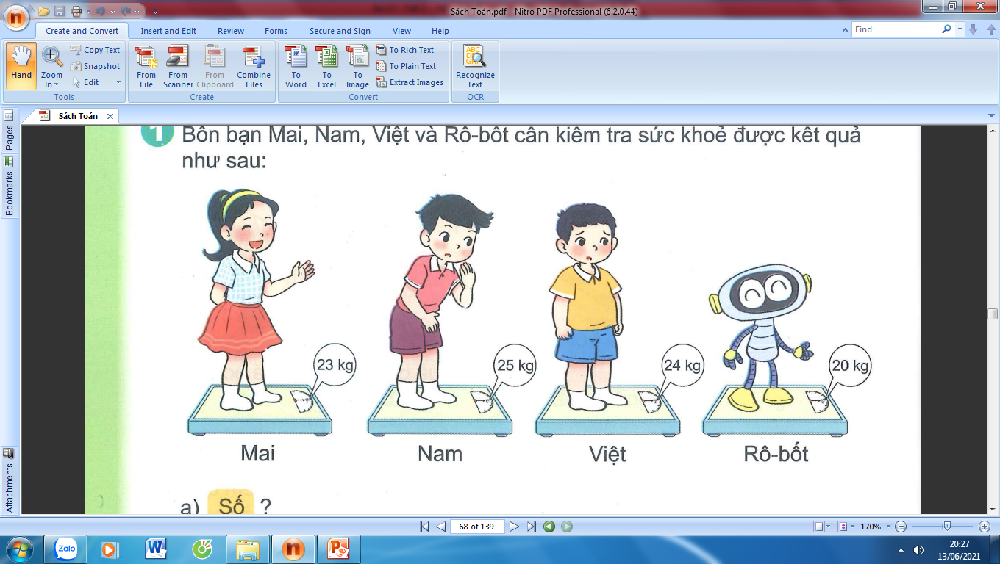 Sách Toán.pdf - Nitro PDF Professional (6.2.0.44)
Create and Convert Insert and Edit Review Forms Secure and Sign View Help
Find
Hand
Zoom In
Copy Text
Snapshot
Edit
Tools
From File
From Scanner
From Clipboard
Combine Files
Create
To Word
To Excel
To Image
To Rich Text
To Plain Text
Extract Images
Convert
Recognize Text
OCR
Pages
Bookmarks
Attachments
Sách Toán
1 Bốn bạn Mai, Nam, Việt và Rô-bốt cân kiểm tra sức khoẻ được kết quả
như sau:
23 kg 25 kg 24 kg 20 kg
Mai Nam Việt Rô-bốt
a) Số ?
68 of 139
170%
Zalo
20:27
13/06/2021